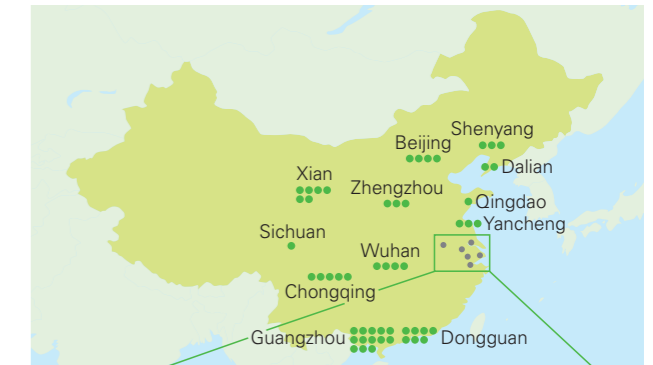 Shenyang
Beijing
Dalian
Xian
Zhengzhou
Qingdao
Yancheng
Sichuan
Wuhan
Chongqing
Guangzhou
Dongguan